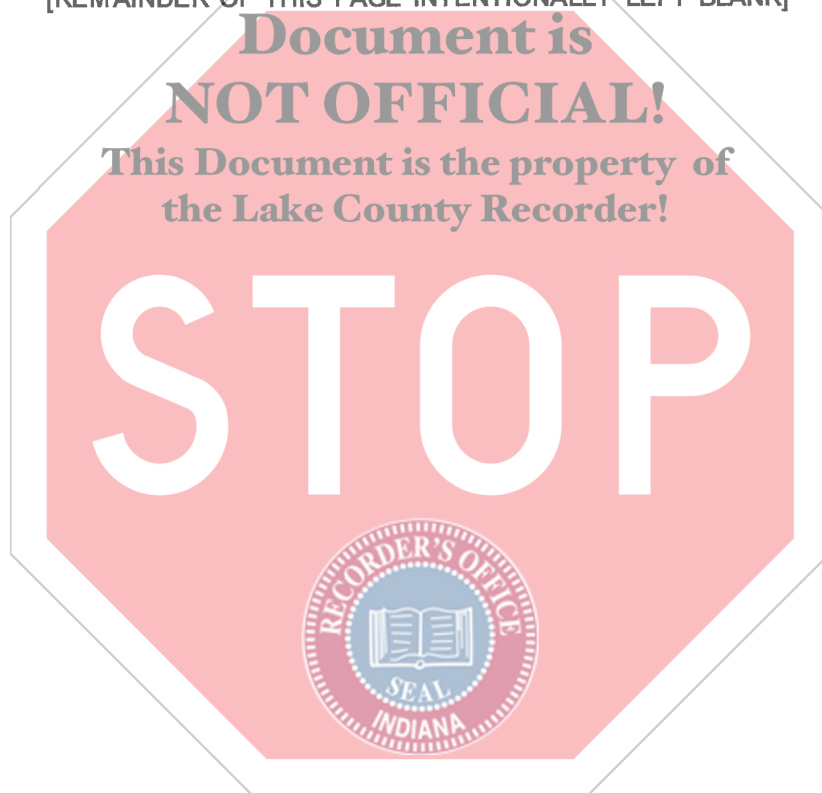 [REMAINDER OF THIS PAGE INTENTIONALLY LEFT BLANK]
Document is
NOT OFFICIAL!
This Document is the property of
the Lake County Recorder!
STOP
RECORDER'S OFFICE
SEAL
INDIANA